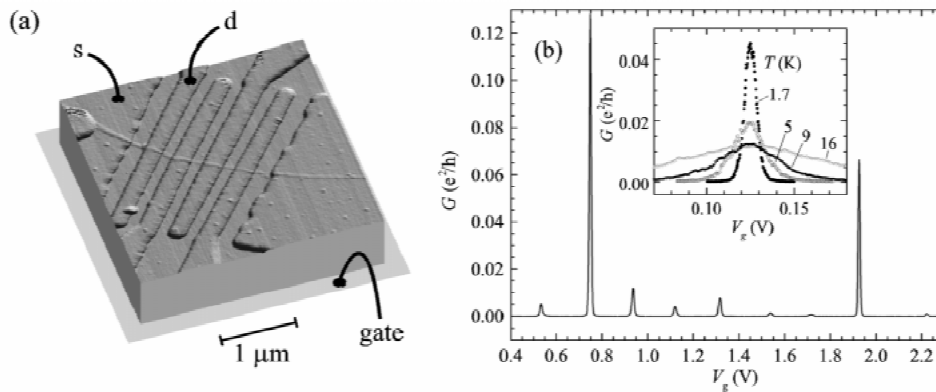 (a)
s
d
gate
1 μm
(b)
G (e²/h)
0.12
0.10
0.08
0.06
0.04
0.02
0.00
0.4 0.6 0.8 1.0 1.2 1.4 1.6 1.8 2.0 2.2
V_g (V)
G (e²/h)
0.04
0.02
0.00
0.10 0.15
V_g (V)
T (K)
1.7
5
9
16